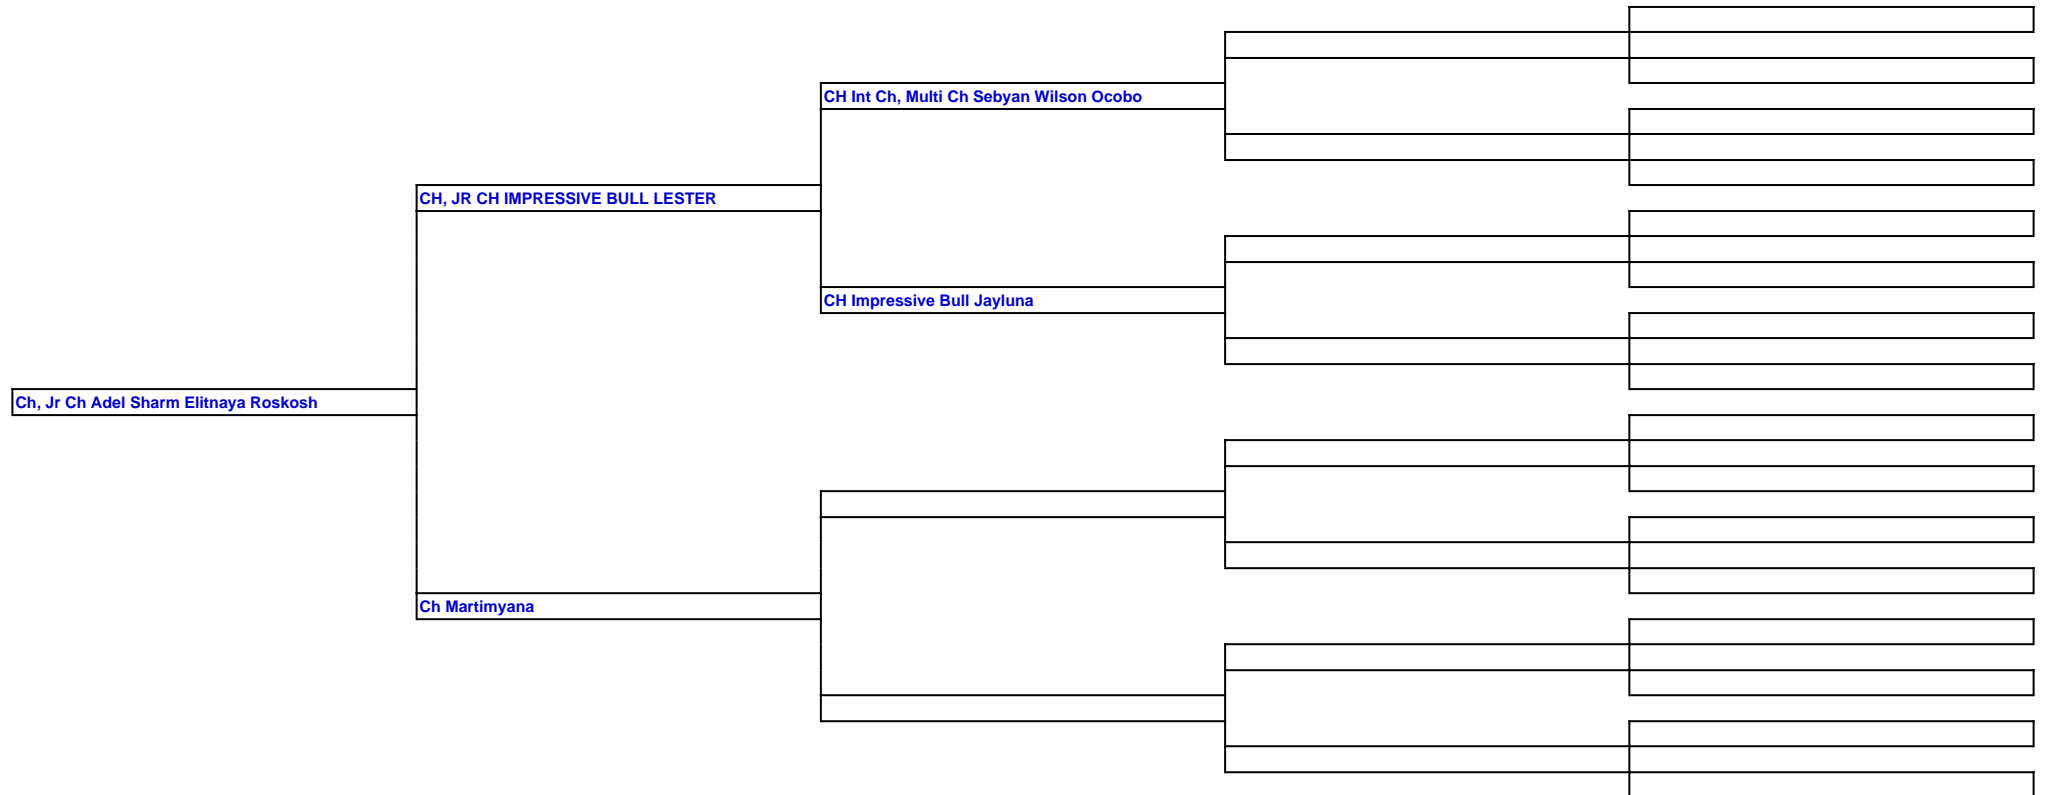 CH Int Ch, Multi Ch Sebyan Wilson Ocobo
CH, JR CH IMPRESSIVE BULL LESTER
CH Impressive Bull Jayluna
Ch, Jr Ch Adel Sharm Elitnaya Roskosh
Ch Martimyana